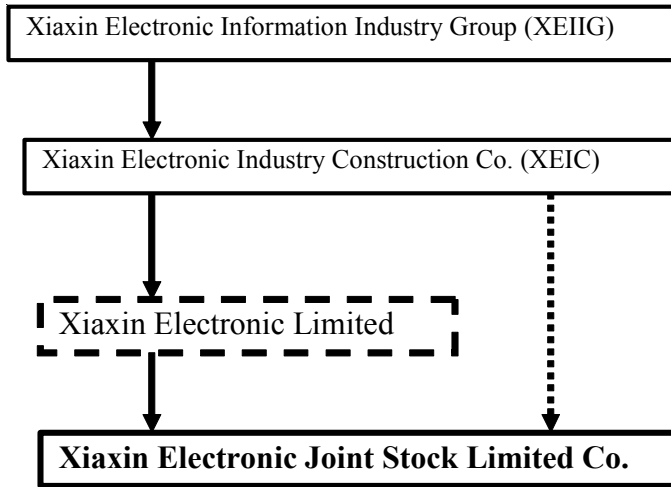 Xiaxin Electronic Information Industry Group (XEIIG)
Xiaxin Electronic Industry Construction Co. (XEIC)
Xiaxin Electronic Limited
Xiaxin Electronic Joint Stock Limited Co.